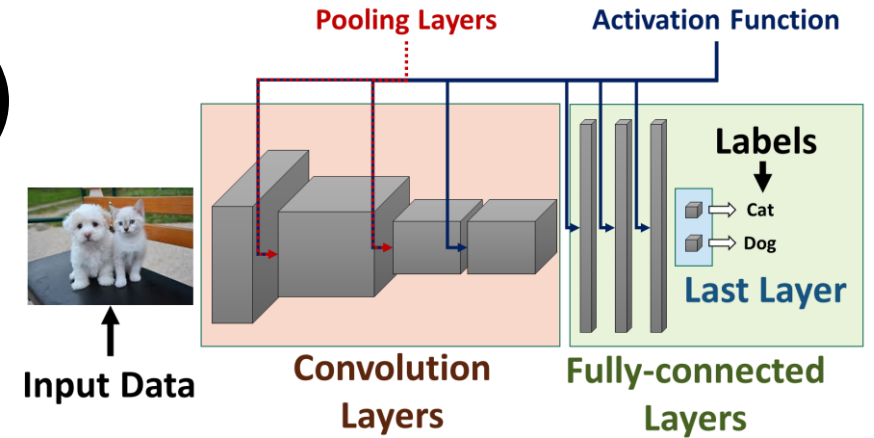 Pooling Layers
Activation Function
Labels
Cat
Dog
Last Layer
Input Data
Convolution
Layers
Fully-connected
Layers